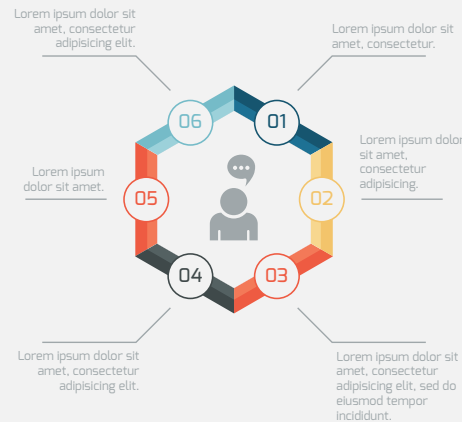 Lorem ipsum dolor sit
amet, consectetur
adipisicing elit.
Lorem ipsum dolor sit
amet, consectetur.
06
01
Lorem ipsum dolor
sit amet,
consectetur
adipisicing.
Lorem ipsum
dolor sit amet.
05
02
04
03
Lorem ipsum dolor sit
amet, consectetur
adipisicing elit.
Lorem ipsum dolor sit
amet, consectetur
adipisicing elit, sed do
eiusmod tempor
incididunt.